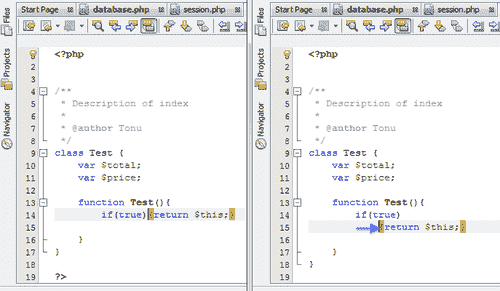 Start Page database.php session.php
Files
Projects
Navigator
1
2 <?php
3
4 /**
5 * Description of index
6 *
7 * @author Tonu
8 */
9 class Test {
10 var $total;
11 var $price;
12
13 function Test(){
14 if(true){return $this;}
15
16 }
17 }
18
19 ?>
Start Page database.php session.php
Files
Projects
Navigator
<?php
2
3
4 /**
5 * Description of index
6 *
7 * @author Tonu
8 */
9 class Test {
10 var $total;
11 var $price;
12
13 function Test(){
14 if(true)
15 {return $this;}
16
17 }
18 }
19